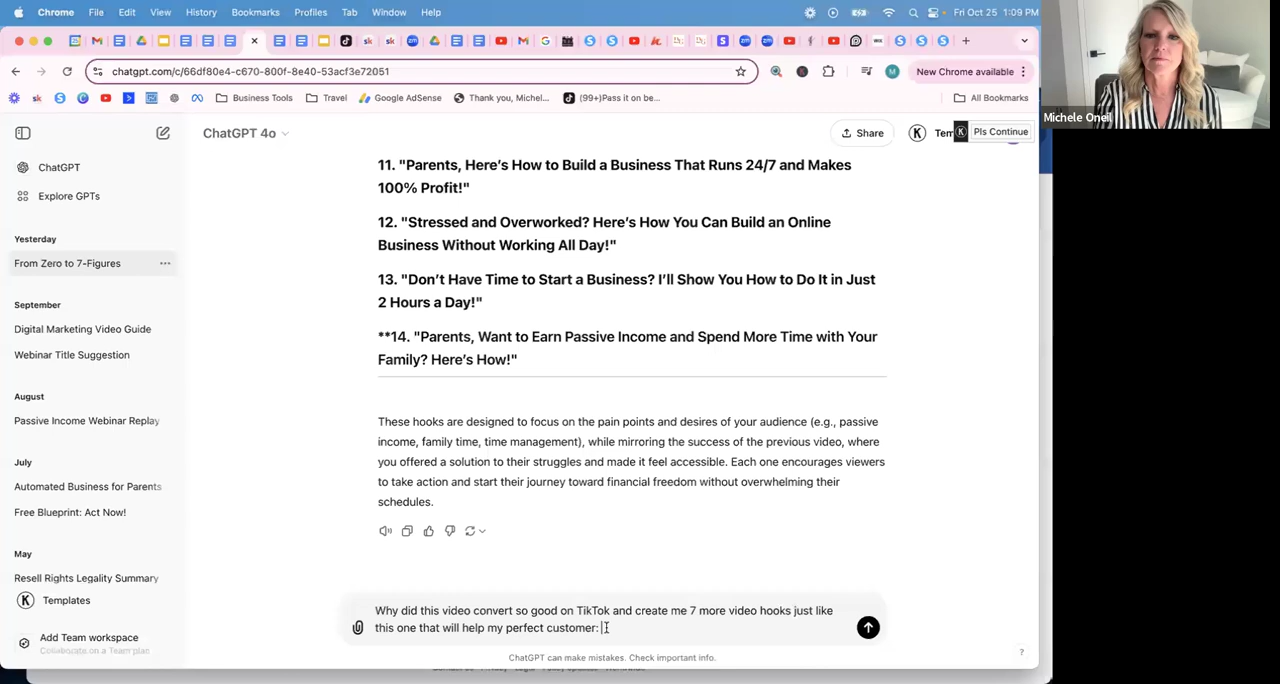 Chrome File Edit View History Bookmarks Profiles Tab Window Help
Fri Oct 25 1:09 PM
chatgpt.com/c/66df80e4-c670-800f-8e40-53acf3e72051
New Chrome available
Business Tools Travel Google AdSense Thank you, Michel... (99+)Pass it on be... All Bookmarks
Michele Oneil
ChatGPT 4o
Share
Tem
Pls Continue
ChatGPT
Explore GPTs
Yesterday
From Zero to 7-Figures
September
Digital Marketing Video Guide
Webinar Title Suggestion
August
Passive Income Webinar Replay
July
Automated Business for Parents
Free Blueprint: Act Now!
May
Resell Rights Legality Summary
Templates
Add Team workspace
Collaborate on a Team plan
11. "Parents, Here's How to Build a Business That Runs 24/7 and Makes
100% Profit!"
12. "Stressed and Overworked? Here's How You Can Build an Online
Business Without Working All Day!"
13. "Don't Have Time to Start a Business? I'll Show You How to Do It in Just
2 Hours a Day!"
**14. "Parents, Want to Earn Passive Income and Spend More Time with Your
Family? Here's How!"
These hooks are designed to focus on the pain points and desires of your audience (e.g., passive
income, family time, time management), while mirroring the success of the previous video, where
you offered a solution to their struggles and made it feel accessible. Each one encourages viewers
to take action and start their journey toward financial freedom without overwhelming their
schedules.
Why did this video convert so good on TikTok and create me 7 more video hooks just like
this one that will help my perfect customer:
ChatGPT can make mistakes. Check important info.
?